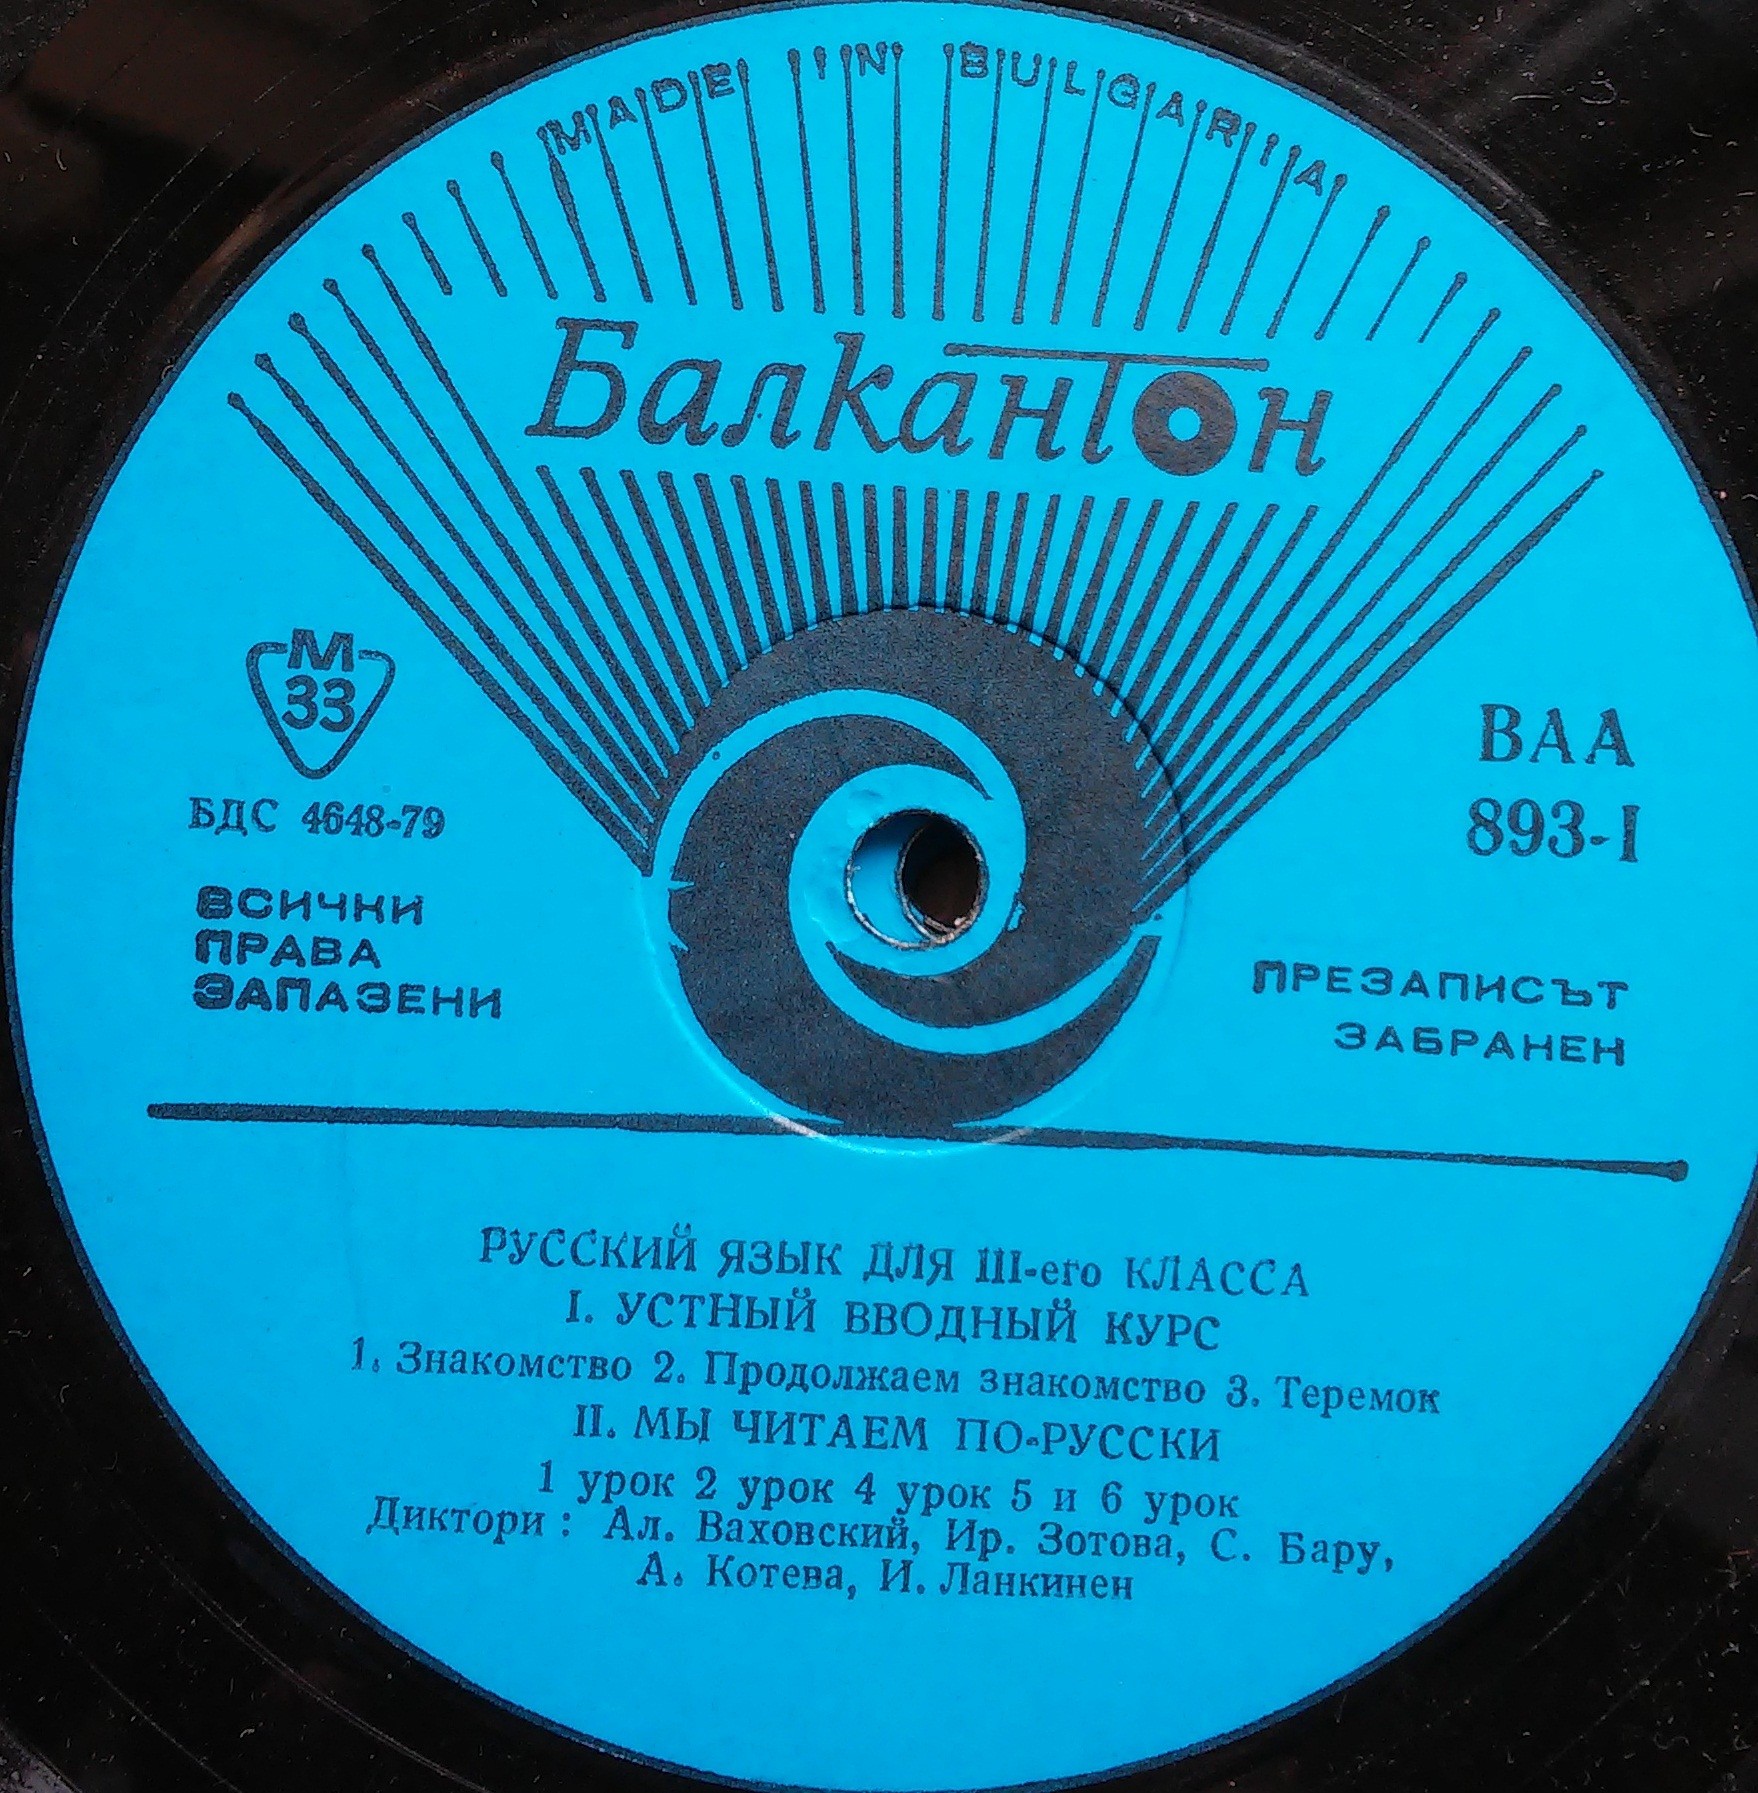 MADE IN BULGARIA
Балкантон
М
33
БДС 4648-79
ВСИЧКИ
ПРАВА
ЗАПАЗЕНИ
ВАА
893-I
ПРЕЗАПИСЪТ
ЗАБРАНЕН
РУССКИЙ ЯЗЫК ДЛЯ III-его КЛАССА
I. УСТНЫЙ ВВОДНЫЙ КУРС
1. Знакомство 2. Продолжаем знакомство 3. Теремок
II. МЫ ЧИТАЕМ ПО-РУССКИ
1 урок 2 урок 4 урок 5 и 6 урок
Диктори: Ал. Ваховский, Ир. Зотова, С. Бару,
А. Котева, И. Ланкинен